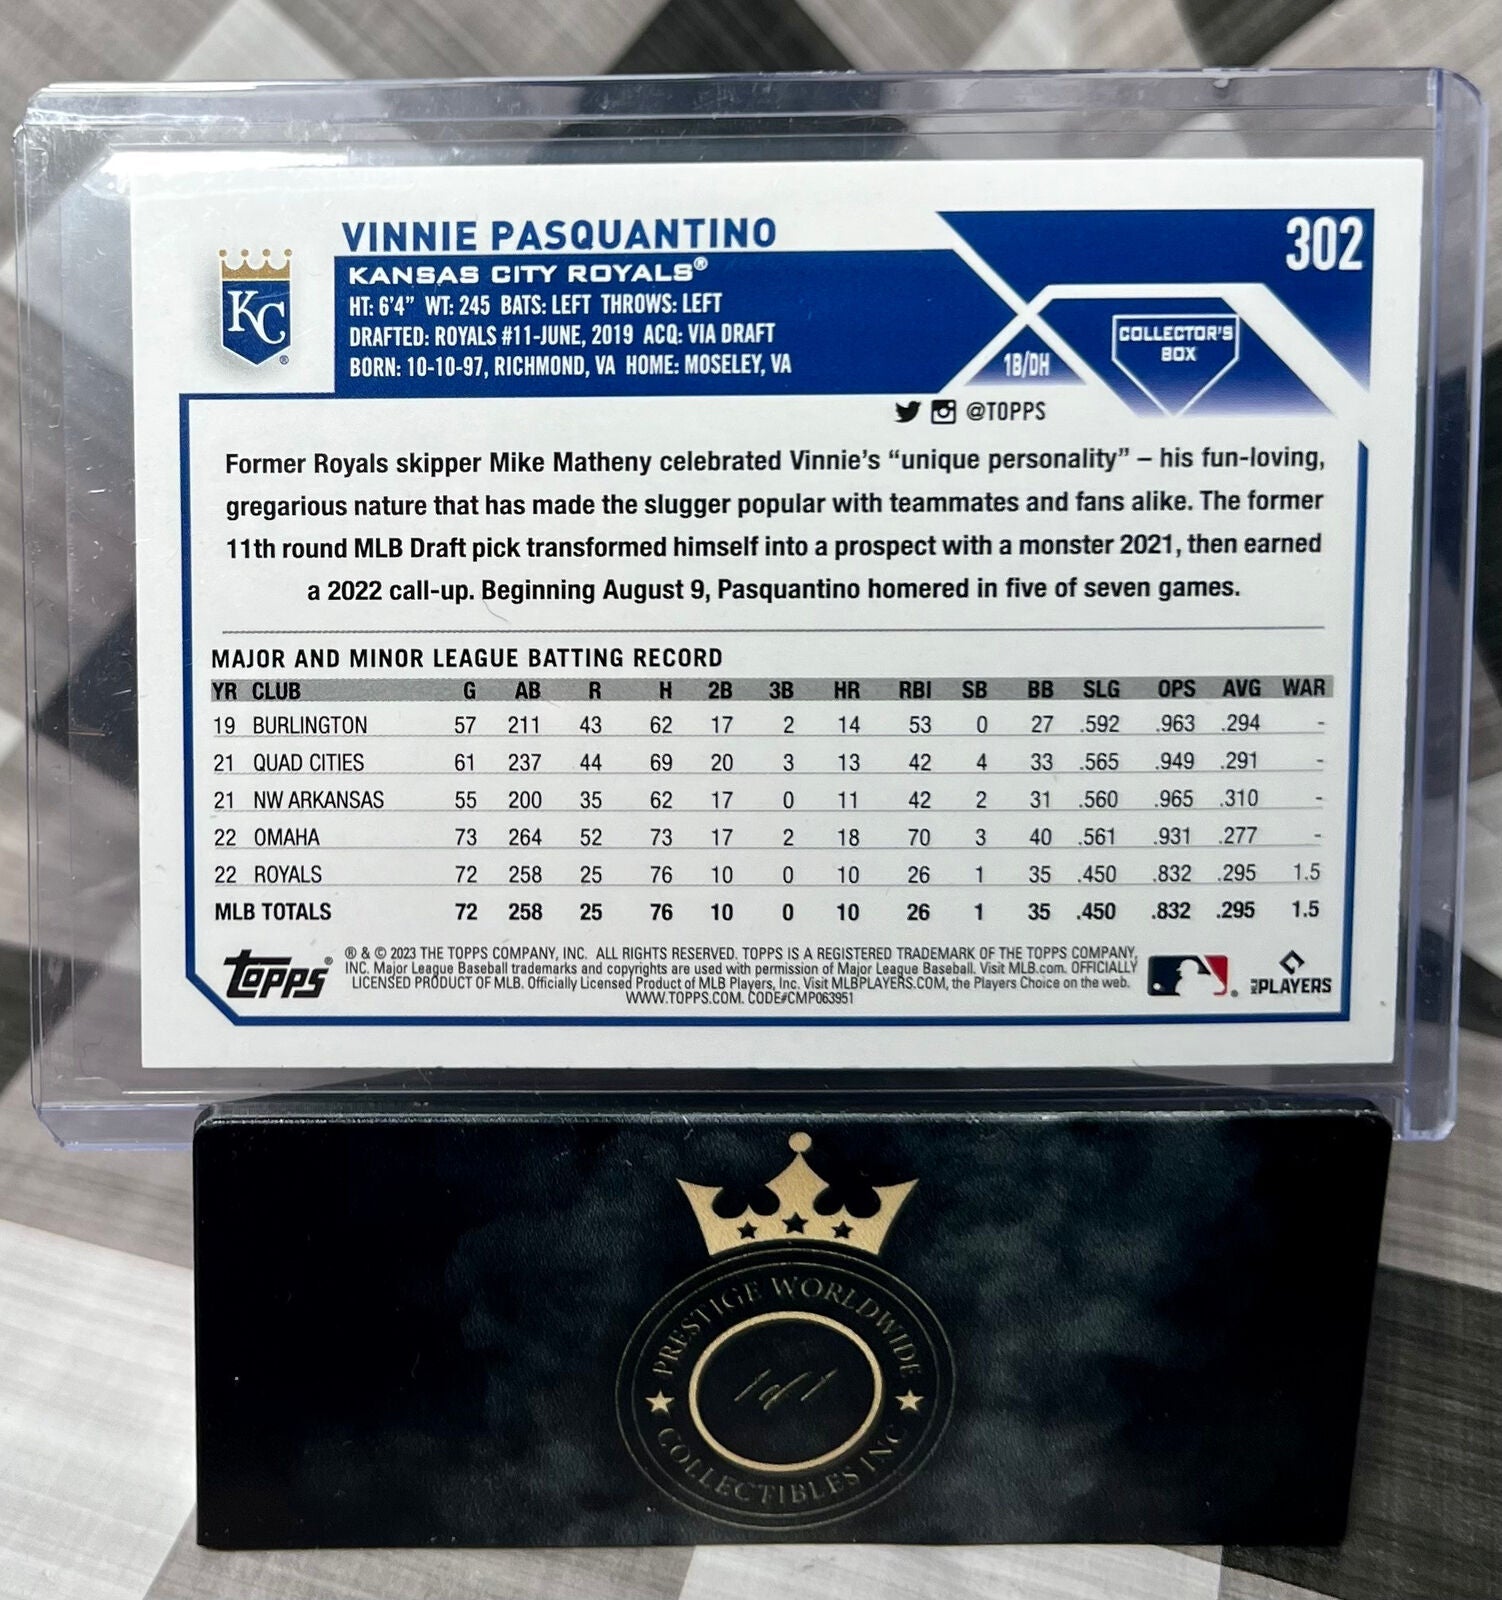 VINNIE PASQUANTINO
302
KC
KANSAS CITY ROYALS®
HT: 6'4" WT: 245 BATS: LEFT THROWS: LEFT
DRAFTED: ROYALS #11-JUNE, 2019 ACQ: VIA DRAFT
BORN: 10-10-97, RICHMOND, VA HOME: MOSELEY, VA
1B/DH
COLLECTOR'S
BOX
@TOPPS
Former Royals skipper Mike Matheny celebrated Vinnie's “unique personality” – his fun-loving,
gregarious nature that has made the slugger popular with teammates and fans alike. The former
11th round MLB Draft pick transformed himself into a prospect with a monster 2021, then earned
a 2022 call-up. Beginning August 9, Pasquantino homered in five of seven games.
MAJOR AND MINOR LEAGUE BATTING RECORD
YR CLUB G AB R H 2B 3B HR RBI SB BB SLG OPS AVG WAR
19 BURLINGTON 57 211 43 62 17 2 14 53 0 27 .592 .963 .294 -
21 QUAD CITIES 61 237 44 69 20 3 13 42 4 33 .565 .949 .291 -
21 NW ARKANSAS 55 200 35 62 17 0 11 42 2 31 .560 .965 .310 -
22 OMAHA 73 264 52 73 17 2 18 70 3 40 .561 .931 .277 -
22 ROYALS 72 258 25 76 10 0 10 26 1 35 .450 .832 .295 1.5
MLB TOTALS 72 258 25 76 10 0 10 26 1 35 .450 .832 .295 1.5
topps®
® & © 2023 THE TOPPS COMPANY, INC. ALL RIGHTS RESERVED. TOPPS IS A REGISTERED TRADEMARK OF THE TOPPS COMPANY,
INC. Major League Baseball trademarks and copyrights are used with permission of Major League Baseball. Visit MLB.com. OFFICIALLY
LICENSED PRODUCT OF MLB. Officially Licensed Product of MLB Players, Inc. Visit MLBPLAYERS.COM, the Players Choice on the web.
WWW.TOPPS.COM. CODE#CMP063951
MLB PLAYERS
PRESTIGE WORLDWIDE
1 of 1
COLLECTIBLES INC